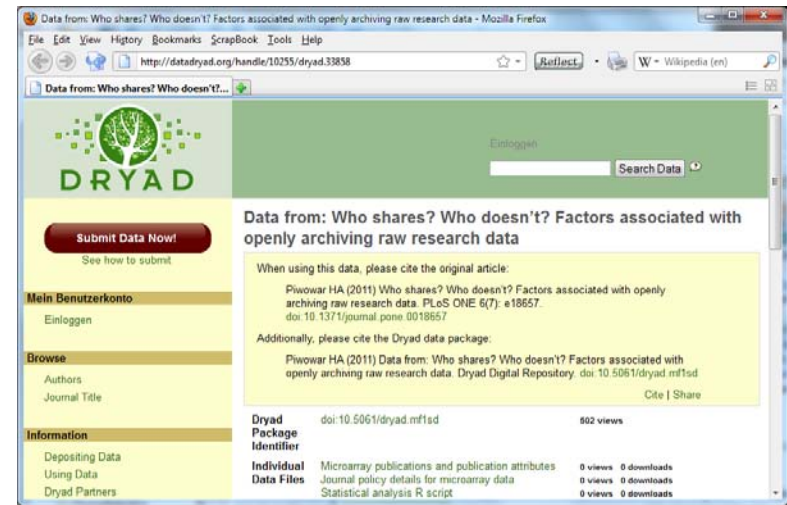 Data from: Who shares? Who doesn't? Factors associated with openly archiving raw research data - Mozilla Firefox
File Edit View History Bookmarks ScrapBook Tools Help
http://datadryad.org/handle/10255/dryad.33858
Reflect
W Wikipedia (en)
Data from: Who shares? Who doesn't?...
DRYAD
Einloggen
Search Data
Submit Data Now!
See how to submit
Mein Benutzerkonto
Einloggen
Browse
Authors
Journal Title
Information
Depositing Data
Using Data
Dryad Partners
Data from: Who shares? Who doesn't? Factors associated with
openly archiving raw research data
When using this data, please cite the original article:
Piwowar HA (2011) Who shares? Who doesn't? Factors associated with openly
archiving raw research data. PLoS ONE 6(7): e18657.
doi:10.1371/journal.pone.0018657
Additionally, please cite the Dryad data package:
Piwowar HA (2011) Data from: Who shares? Who doesn't? Factors associated with
openly archiving raw research data. Dryad Digital Repository. doi:10.5061/dryad.mf1sd
Cite | Share
Dryad Package Identifier
doi:10.5061/dryad.mf1sd
502 views
Individual Data Files
Microarray publications and publication attributes 0 views 0 downloads
Journal policy details for microarray data 0 views 0 downloads
Statistical analysis R script 0 views 0 downloads